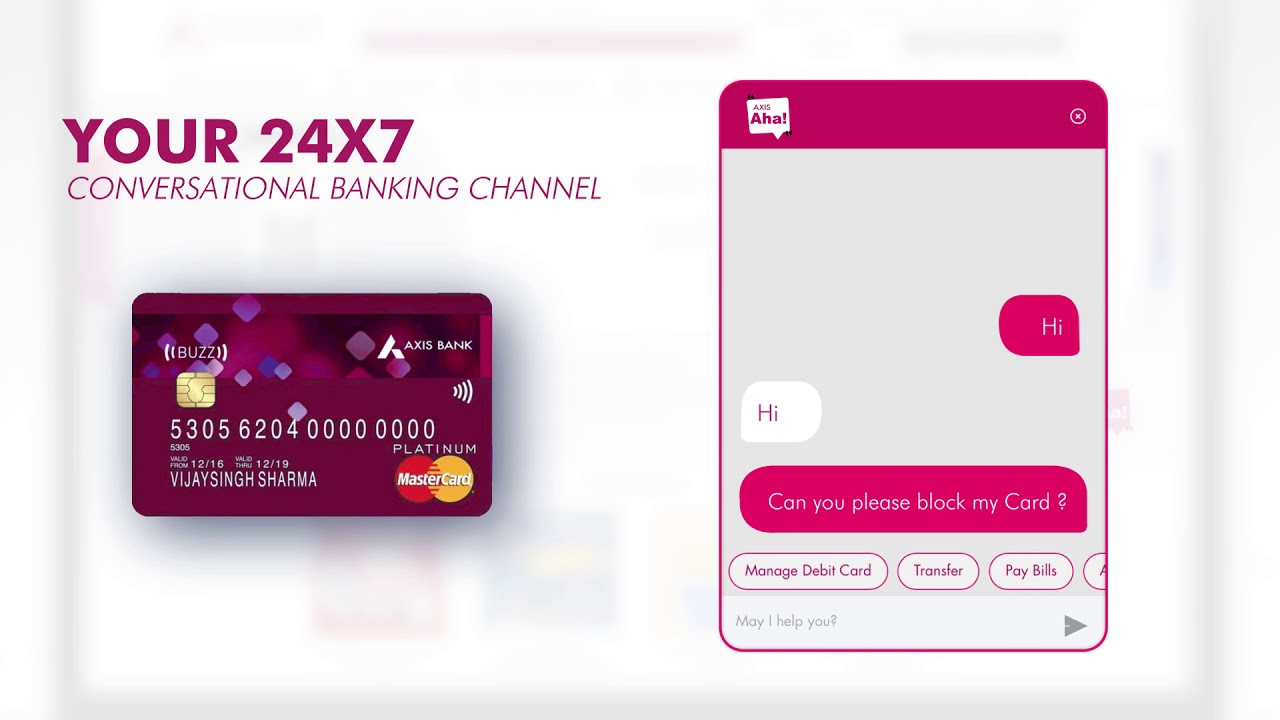 YOUR 24X7
CONVERSATIONAL BANKING CHANNEL
((BUZZ))
AXIS BANK
5305 6204 0000 0000
5305
PLATINUM
VALID FROM 12/16 VALID THRU 12/19
VIJAYSINGH SHARMA
MasterCard
AXIS
Aha!
Hi
Hi
Can you please block my Card ?
Manage Debit Card
Transfer
Pay Bills
A
May I help you?